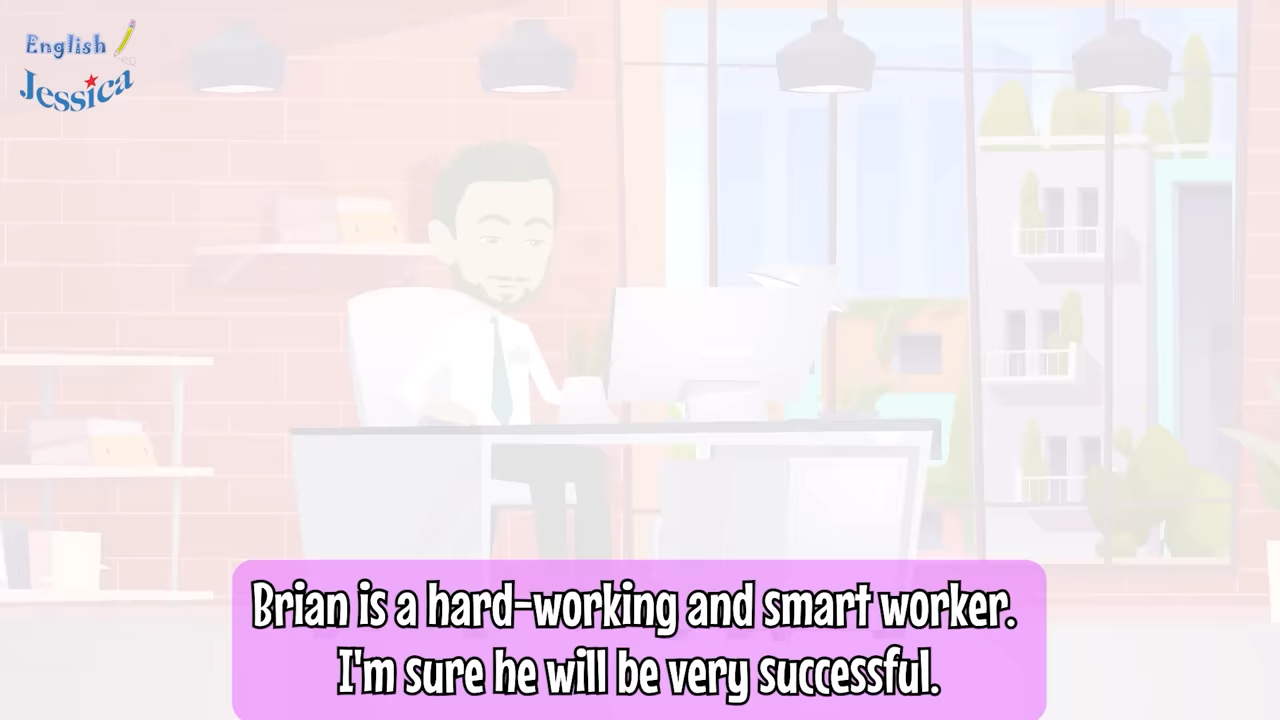 English
Jessica
Brian is a hard-working and smart worker.
I'm sure he will be very successful.